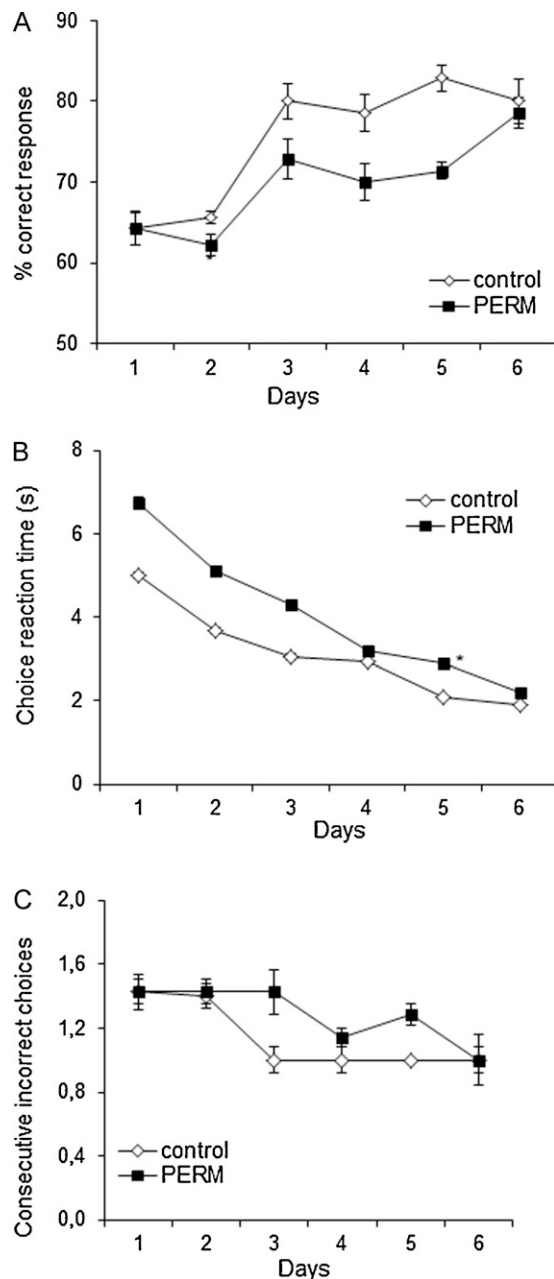 A
% correct response
90
80
70
60
50
control
PERM
*
1 2 3 4 5 6
Days
B
Choice reaction time (s)
8
6
4
2
0
control
PERM
*
1 2 3 4 5 6
Days
C
Consecutive incorrect choices
2,0
1,6
1,2
0,8
0,4
0,0
control
PERM
1 2 3 4 5 6
Days